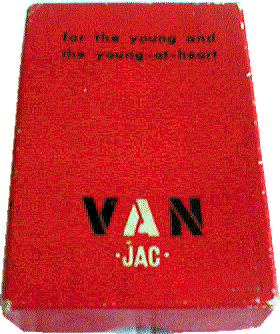 for the young and
the young-at-heart
VAN
·JAC·